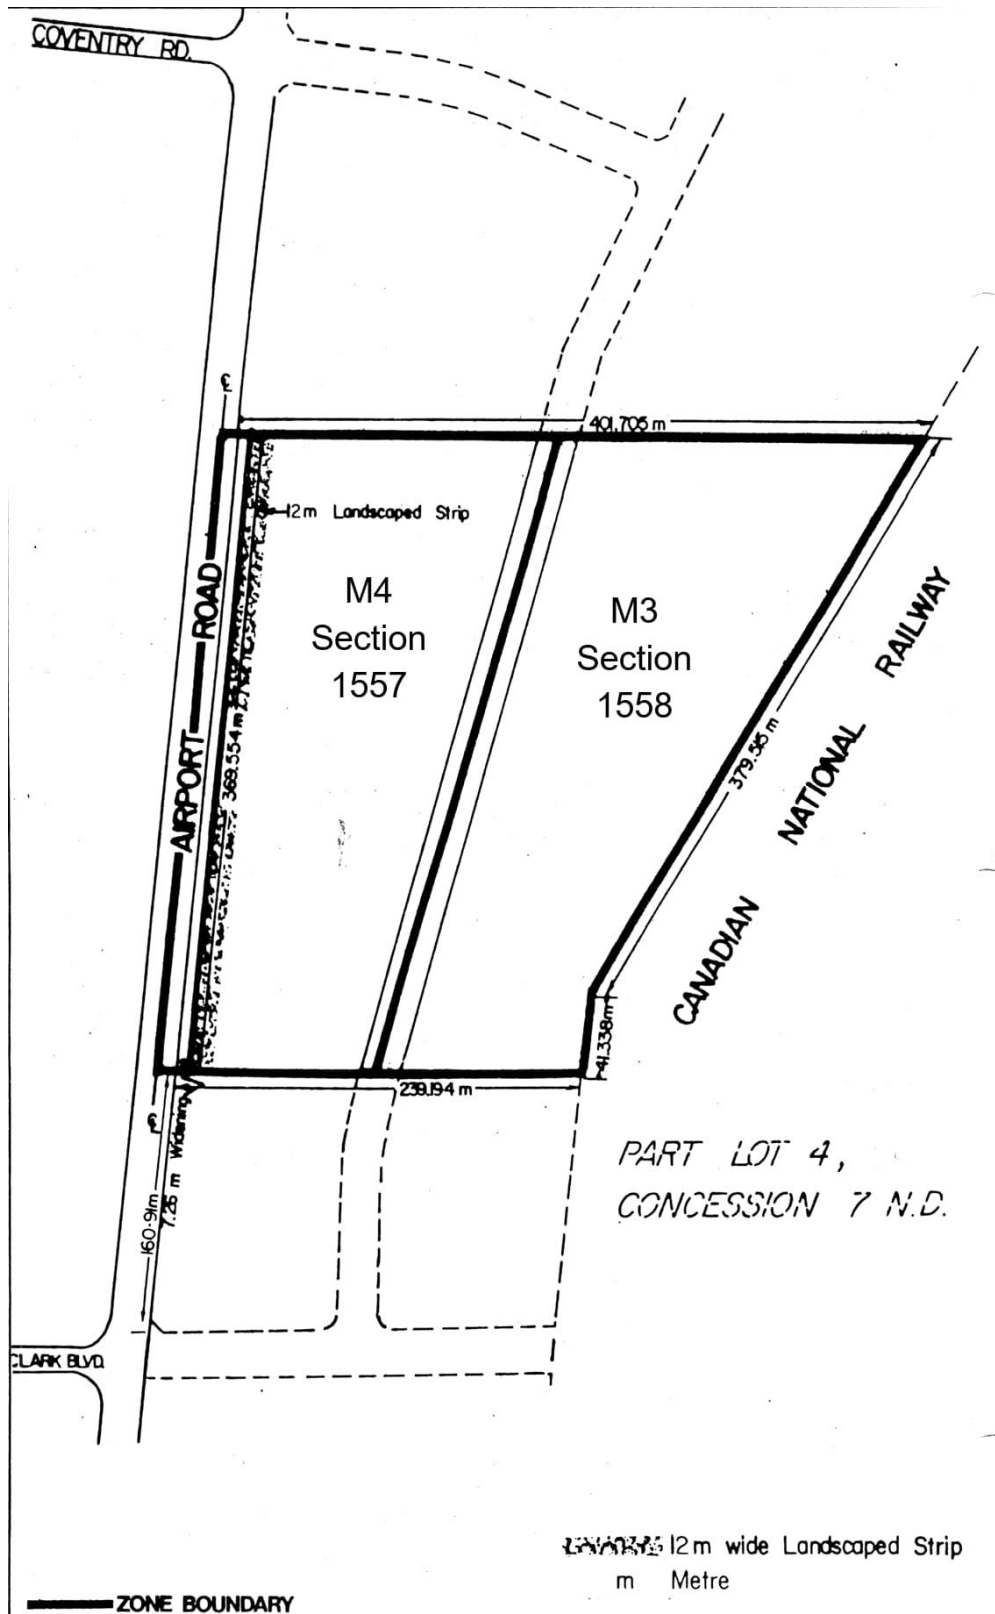 COVENTRY RD.
℄
401.705 m
12m Landscaped Strip
M4
Section
1557
M3
Section
1558
AIRPORT ROAD
369.554 m
379.515 m
CANADIAN NATIONAL RAILWAY
41.338m
239.194 m
℄
7.26 m Widening
160.91m
PART LOT 4,
CONCESSION 7 N.D.
CLARK BLVD.
12m wide Landscaped Strip
m Metre
ZONE BOUNDARY